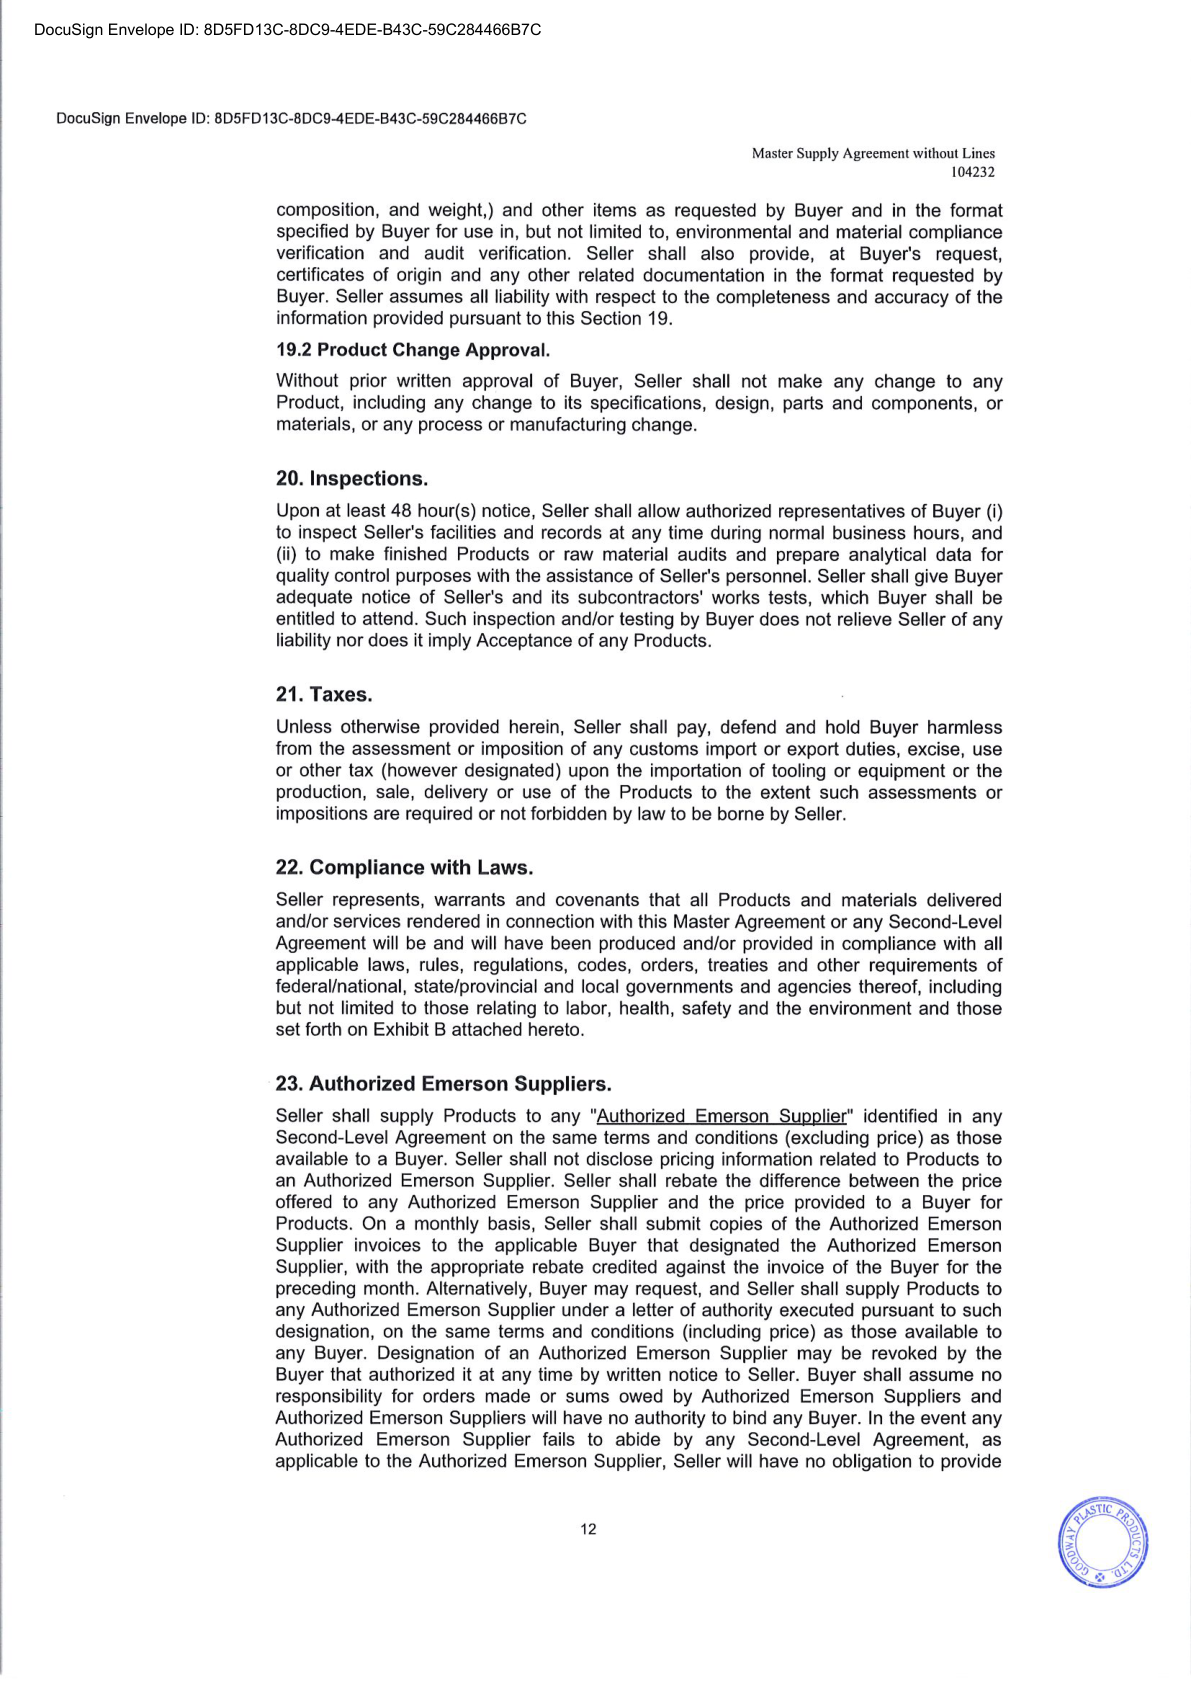 DocuSign Envelope ID: 8D5FD13C-8DC9-4EDE-B43C-59C284466B7C
DocuSign Envelope ID: 8D5FD13C-8DC9-4EDE-B43C-59C284466B7C
Master Supply Agreement without Lines
104232
composition, and weight,) and other items as requested by Buyer and in the format
specified by Buyer for use in, but not limited to, environmental and material compliance
verification and audit verification. Seller shall also provide, at Buyer's request,
certificates of origin and any other related documentation in the format requested by
Buyer. Seller assumes all liability with respect to the completeness and accuracy of the
information provided pursuant to this Section 19.
19.2 Product Change Approval.
Without prior written approval of Buyer, Seller shall not make any change to any
Product, including any change to its specifications, design, parts and components, or
materials, or any process or manufacturing change.
20. Inspections.
Upon at least 48 hour(s) notice, Seller shall allow authorized representatives of Buyer (i)
to inspect Seller's facilities and records at any time during normal business hours, and
(ii) to make finished Products or raw material audits and prepare analytical data for
quality control purposes with the assistance of Seller's personnel. Seller shall give Buyer
adequate notice of Seller's and its subcontractors' works tests, which Buyer shall be
entitled to attend. Such inspection and/or testing by Buyer does not relieve Seller of any
liability nor does it imply Acceptance of any Products.
21. Taxes.
Unless otherwise provided herein, Seller shall pay, defend and hold Buyer harmless
from the assessment or imposition of any customs import or export duties, excise, use
or other tax (however designated) upon the importation of tooling or equipment or the
production, sale, delivery or use of the Products to the extent such assessments or
impositions are required or not forbidden by law to be borne by Seller.
22. Compliance with Laws.
Seller represents, warrants and covenants that all Products and materials delivered
and/or services rendered in connection with this Master Agreement or any Second-Level
Agreement will be and will have been produced and/or provided in compliance with all
applicable laws, rules, regulations, codes, orders, treaties and other requirements of
federal/national, state/provincial and local governments and agencies thereof, including
but not limited to those relating to labor, health, safety and the environment and those
set forth on Exhibit B attached hereto.
23. Authorized Emerson Suppliers.
Seller shall supply Products to any "Authorized Emerson Supplier" identified in any
Second-Level Agreement on the same terms and conditions (excluding price) as those
available to a Buyer. Seller shall not disclose pricing information related to Products to
an Authorized Emerson Supplier. Seller shall rebate the difference between the price
offered to any Authorized Emerson Supplier and the price provided to a Buyer for
Products. On a monthly basis, Seller shall submit copies of the Authorized Emerson
Supplier invoices to the applicable Buyer that designated the Authorized Emerson
Supplier, with the appropriate rebate credited against the invoice of the Buyer for the
preceding month. Alternatively, Buyer may request, and Seller shall supply Products to
any Authorized Emerson Supplier under a letter of authority executed pursuant to such
designation, on the same terms and conditions (including price) as those available to
any Buyer. Designation of an Authorized Emerson Supplier may be revoked by the
Buyer that authorized it at any time by written notice to Seller. Buyer shall assume no
responsibility for orders made or sums owed by Authorized Emerson Suppliers and
Authorized Emerson Suppliers will have no authority to bind any Buyer. In the event any
Authorized Emerson Supplier fails to abide by any Second-Level Agreement, as
applicable to the Authorized Emerson Supplier, Seller will have no obligation to provide
12
GOODWAY PLASTIC PRODUCTS LTD.